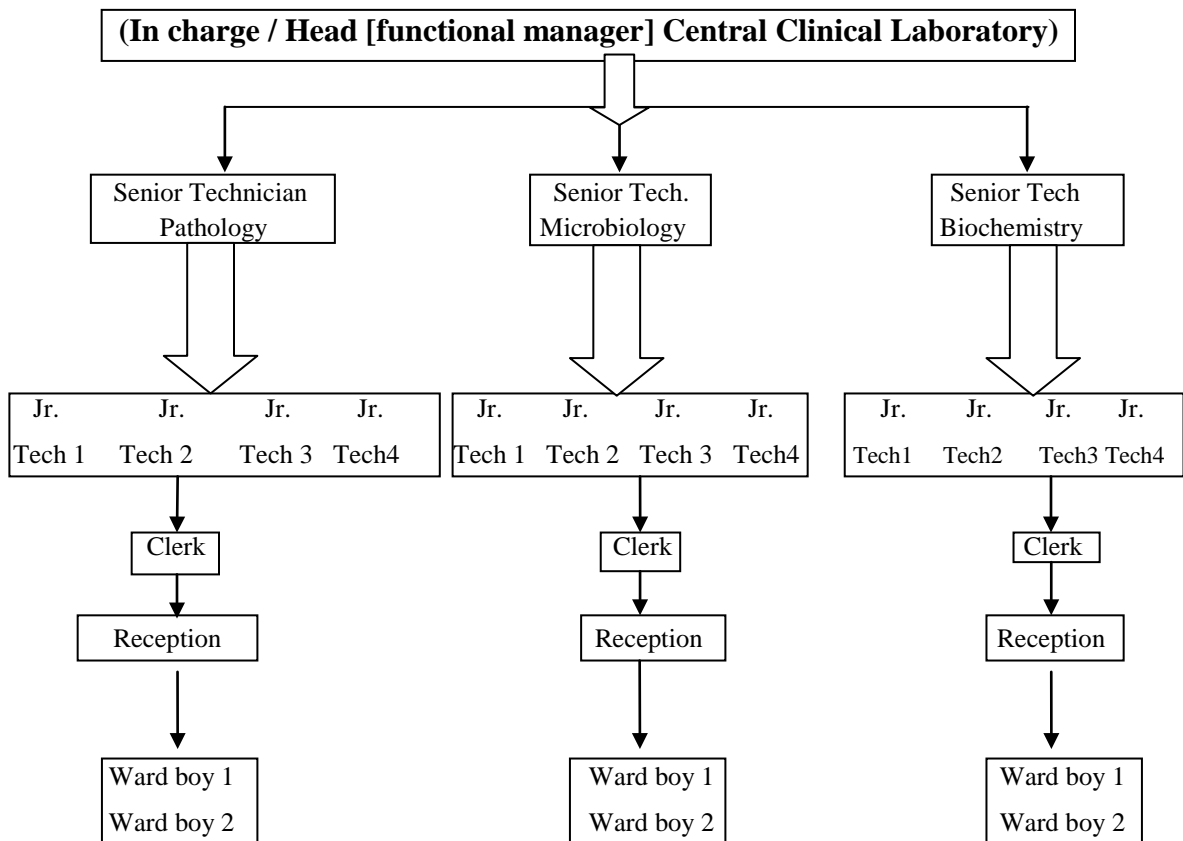 (In charge / Head [functional manager] Central Clinical Laboratory)
Senior Technician
Pathology
Senior Tech.
Microbiology
Senior Tech
Biochemistry
Jr. Jr. Jr. Jr.
Tech 1 Tech 2 Tech 3 Tech4
Jr. Jr. Jr. Jr.
Tech 1 Tech 2 Tech 3 Tech4
Jr. Jr. Jr. Jr.
Tech1 Tech2 Tech3 Tech4
Clerk
Clerk
Clerk
Reception
Reception
Reception
Ward boy 1
Ward boy 2
Ward boy 1
Ward boy 2
Ward boy 1
Ward boy 2